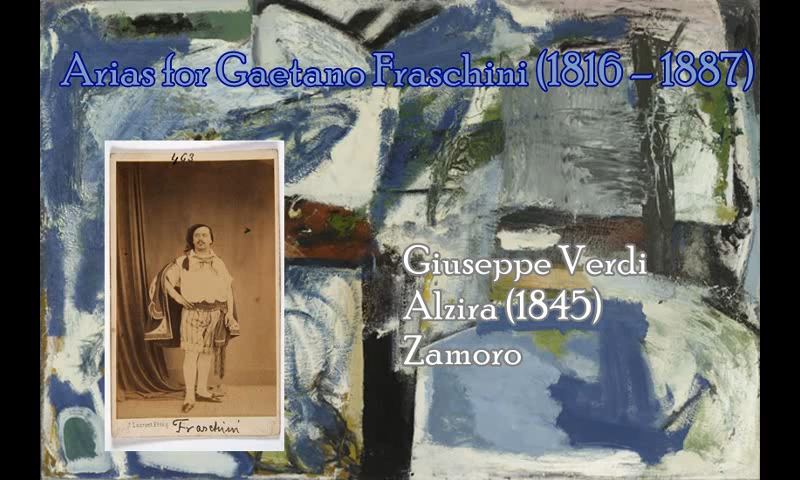 Arias for Gaetano Fraschini (1816 – 1887)
463
Giuseppe Verdi
Alzira (1845)
Zamoro
Fraschini